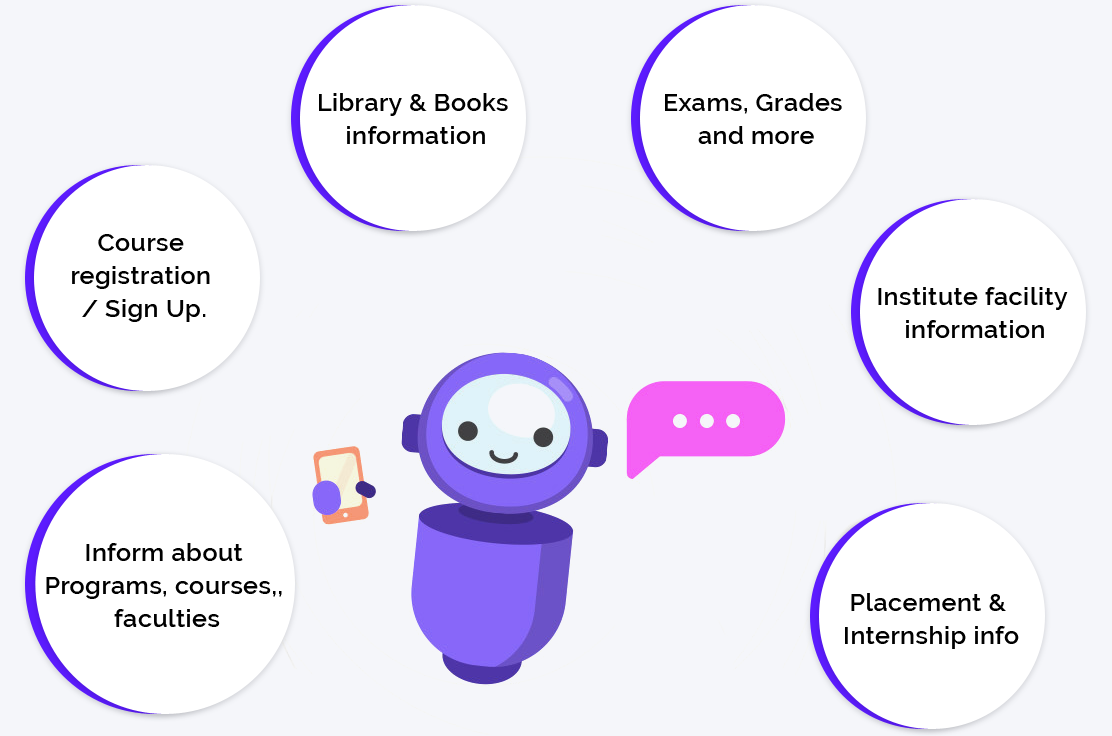 Library & Books
information
Exams, Grades
and more
Course
registration
/ Sign Up.
Institute facility
information
Inform about
Programs, courses,,
faculties
Placement &
Internship info